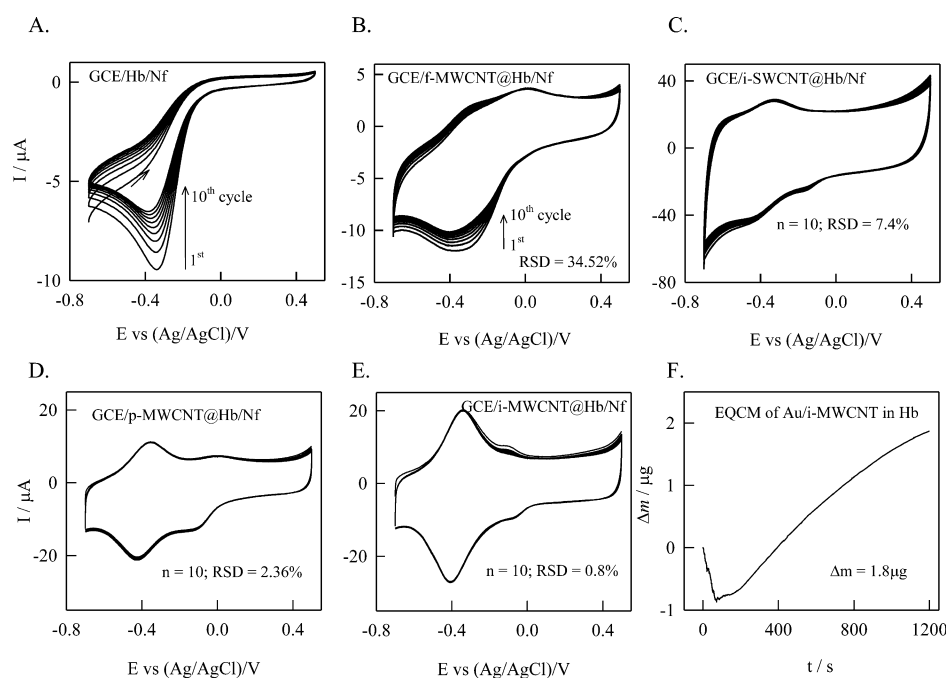 A.
B.
C.
GCE/Hb/Nf
GCE/f-MWCNT@Hb/Nf
GCE/i-SWCNT@Hb/Nf
0
-5
-10
I / μA
10th cycle
1st
-0.8
-0.4
0.0
0.4
E vs (Ag/AgCl)/V
5
0
-5
-10
-15
10th cycle
1st
RSD = 34.52%
-0.8
-0.4
0.0
0.4
E vs (Ag/AgCl)/V
40
0
-40
-80
n = 10; RSD = 7.4%
-0.8
-0.4
0.0
0.4
E vs (Ag/AgCl)/V
D.
E.
F.
GCE/p-MWCNT@Hb/Nf
GCE/i-MWCNT@Hb/Nf
EQCM of Au/i-MWCNT in Hb
20
0
-20
I / μA
n = 10; RSD = 2.36%
-0.8
-0.4
0.0
0.4
E vs (Ag/AgCl)/V
20
0
-20
n = 10; RSD = 0.8%
-0.8
-0.4
0.0
0.4
E vs (Ag/AgCl)/V
2
1
0
-1
Δm / μg
Δm = 1.8μg
0
400
800
1200
t / s